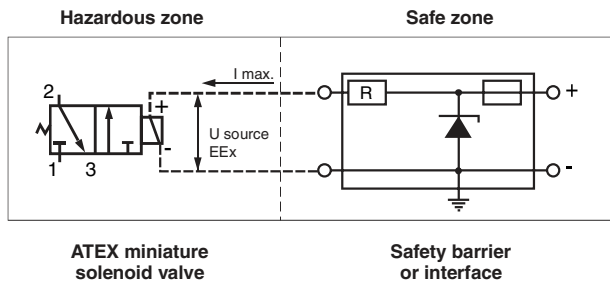 Hazardous zone
Safe zone
I max.
2
R
+
+
U source
EEx
-
-
1
3
ATEX miniature
solenoid valve
Safety barrier
or interface